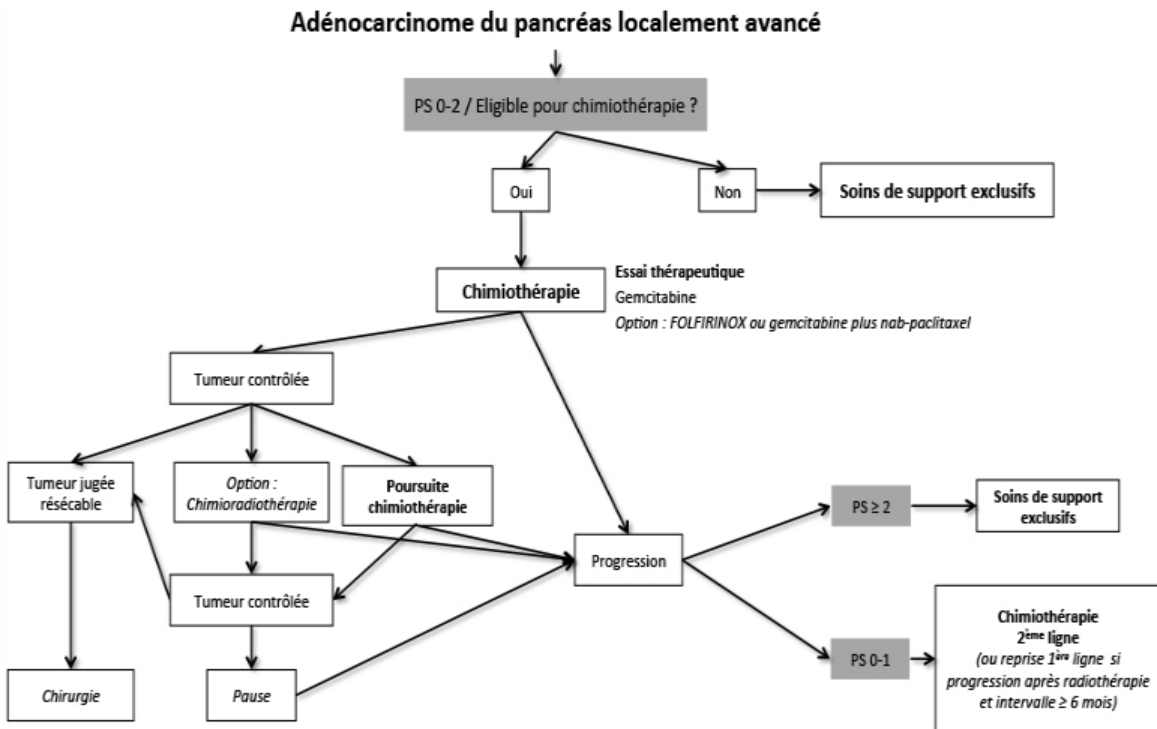 Adénocarcinome du pancréas localement avancé
PS 0-2 / Eligible pour chimiothérapie ?
Oui
Non
Soins de support exclusifs
Chimiothérapie
Essai thérapeutique
Gemcitabine
Option : FOLFIRINOX ou gemcitabine plus nab-paclitaxel
Tumeur contrôlée
Tumeur jugée
résécable
Option :
Chimioradiothérapie
Poursuite
chimiothérapie
PS ≥ 2
Soins de support
exclusifs
Progression
Tumeur contrôlée
Chimiothérapie
2ème ligne
(ou reprise 1ère ligne si
progression après radiothérapie
et intervalle ≥ 6 mois)
PS 0-1
Chirurgie
Pause